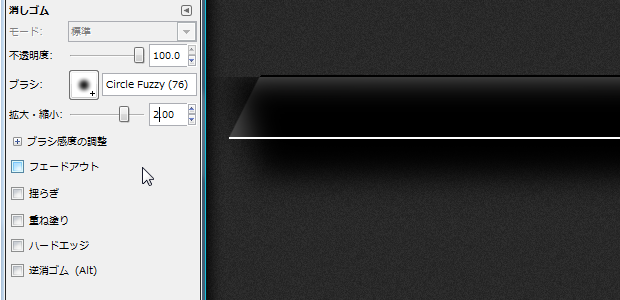 消しゴム
モード: 標準
不透明度: 100.0
ブラシ: Circle Fuzzy (76)
拡大・縮小: 2.00
ブラシ感度の調整
フェードアウト
揺らぎ
重ね塗り
ハードエッジ
逆消ゴム (Alt)